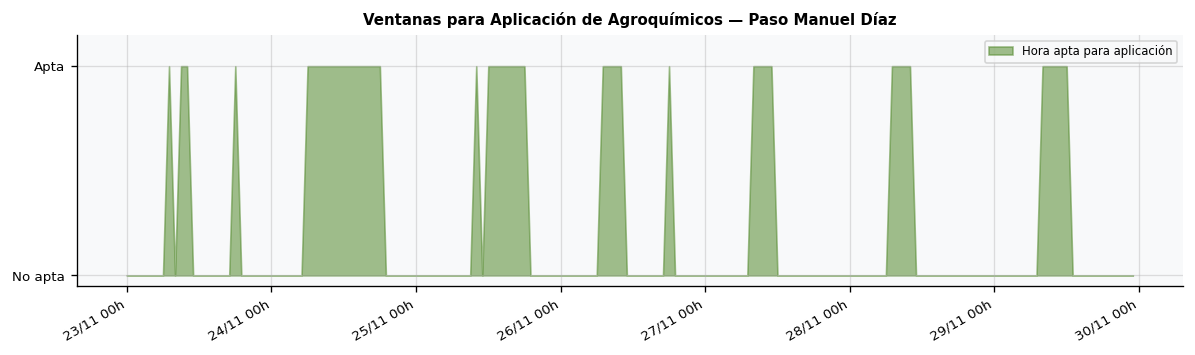 Ventanas para Aplicación de Agroquímicos — Paso Manuel Díaz
Hora apta para aplicación
Apta
No apta
23/11 00h
24/11 00h
25/11 00h
26/11 00h
27/11 00h
28/11 00h
29/11 00h
30/11 00h